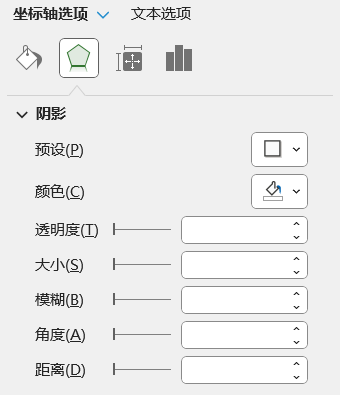 坐标轴选项 文本选项
阴影
预设(P)
颜色(C)
透明度(T)
大小(S)
模糊(B)
角度(A)
距离(D)